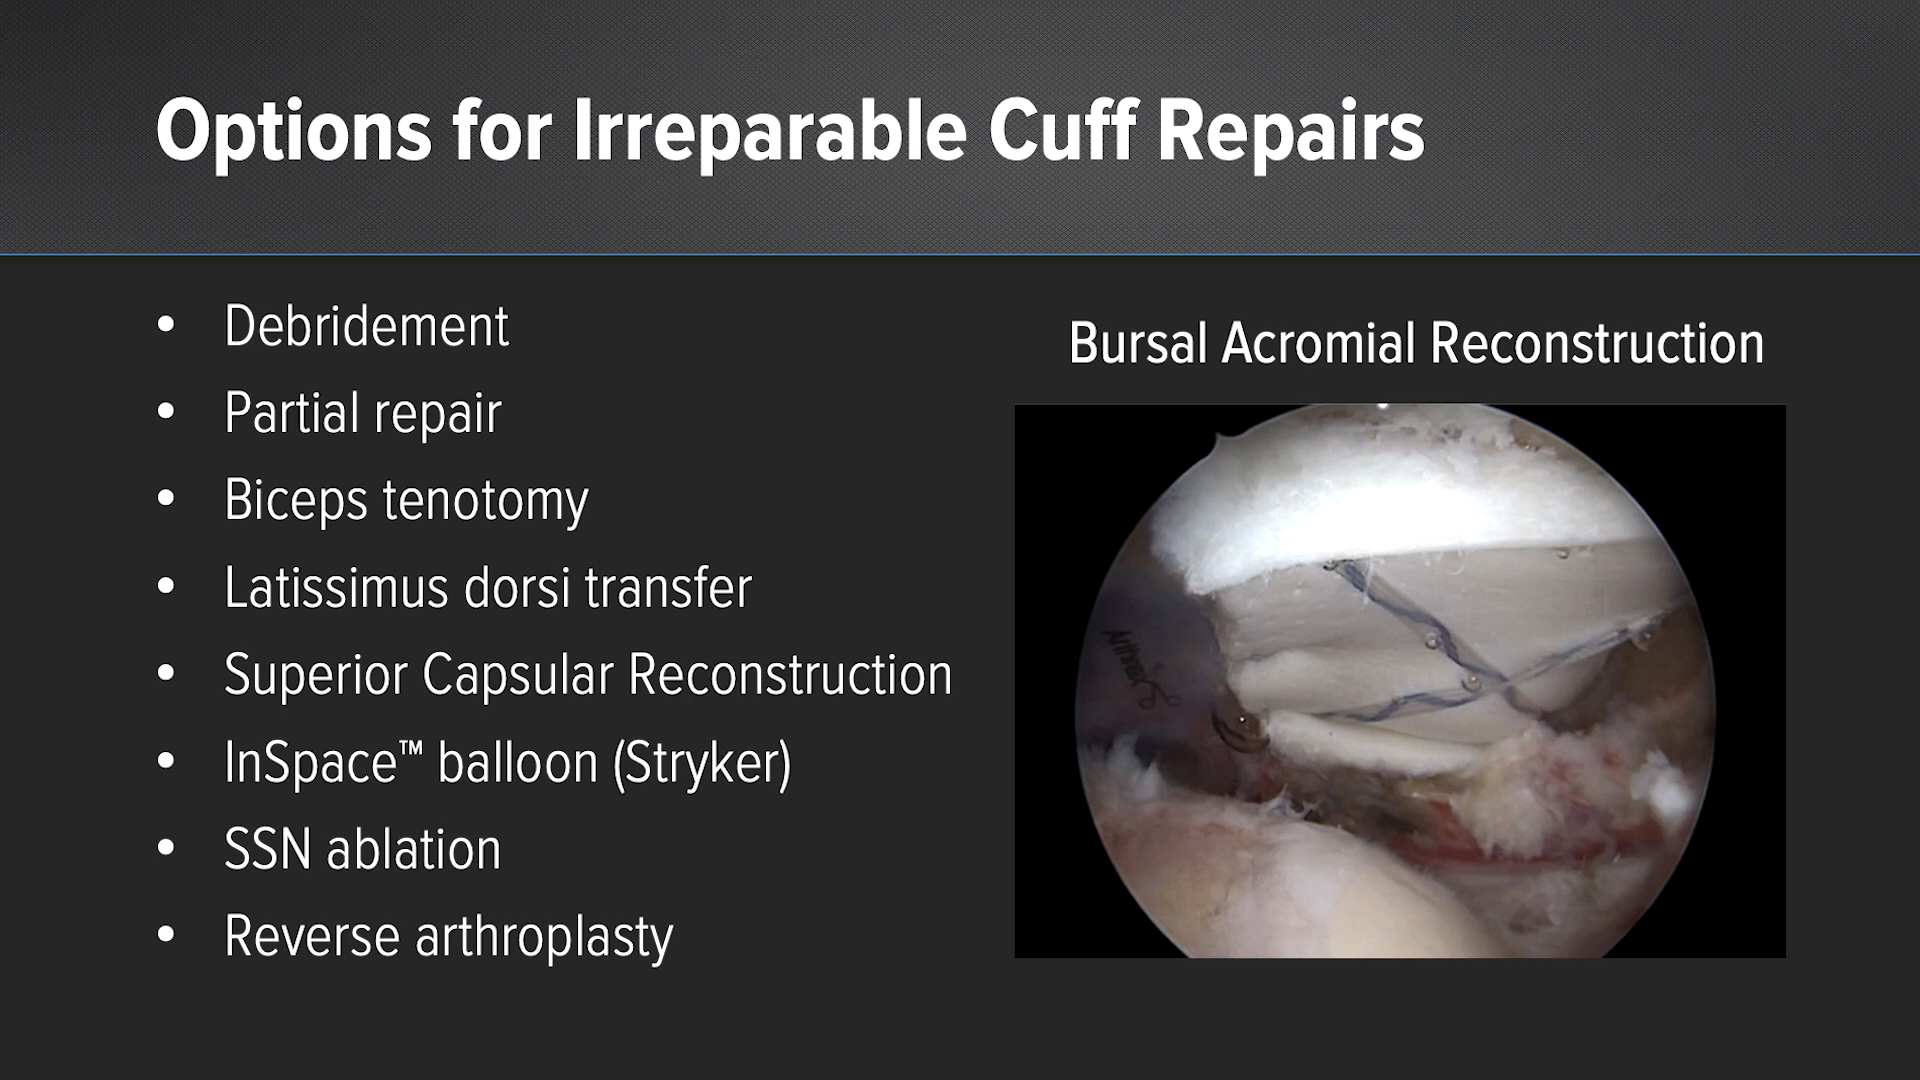 Options for Irreparable Cuff Repairs
• Debridement
• Partial repair
• Biceps tenotomy
• Latissimus dorsi transfer
• Superior Capsular Reconstruction
• InSpace™ balloon (Stryker)
• SSN ablation
• Reverse arthroplasty
Bursal Acromial Reconstruction